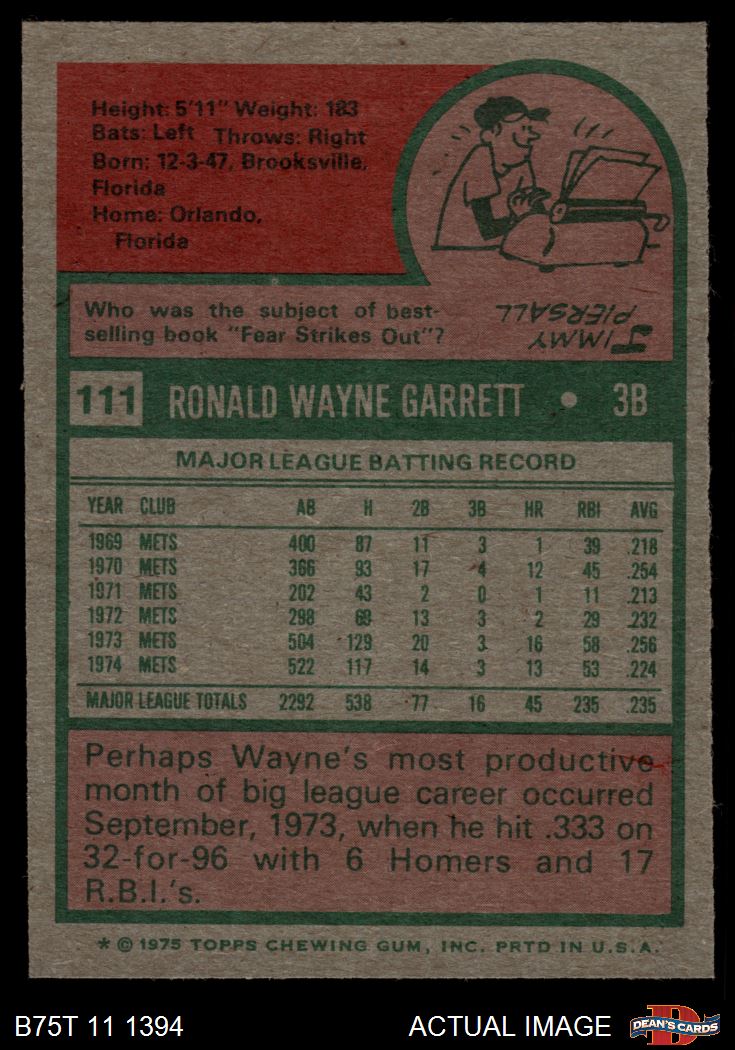 Height: 5'11" Weight: 183
Bats: Left Throws: Right
Born: 12-3-47, Brooksville,
Florida
Home: Orlando,
Florida
Who was the subject of best-
selling book "Fear Strikes Out"?
JIMMY
PIERSALL
111 RONALD WAYNE GARRETT • 3B
MAJOR LEAGUE BATTING RECORD
YEAR CLUB AB H 2B 3B HR RBI AVG
1969 METS 400 87 11 3 1 39 .218
1970 METS 366 93 17 4 12 45 .254
1971 METS 202 43 2 0 1 11 .213
1972 METS 298 69 13 3 2 29 .232
1973 METS 504 129 20 3 16 58 .256
1974 METS 522 117 14 3 13 53 .224
MAJOR LEAGUE TOTALS 2292 538 77 16 45 235 .235
Perhaps Wayne's most productive
month of big league career occurred
September, 1973, when he hit .333 on
32-for-96 with 6 Homers and 17
R.B.I.'s.
* © 1975 TOPPS CHEWING GUM, INC. PRTD IN U.S.A.
B75T 11 1394 ACTUAL IMAGE D DEAN'S CARDS